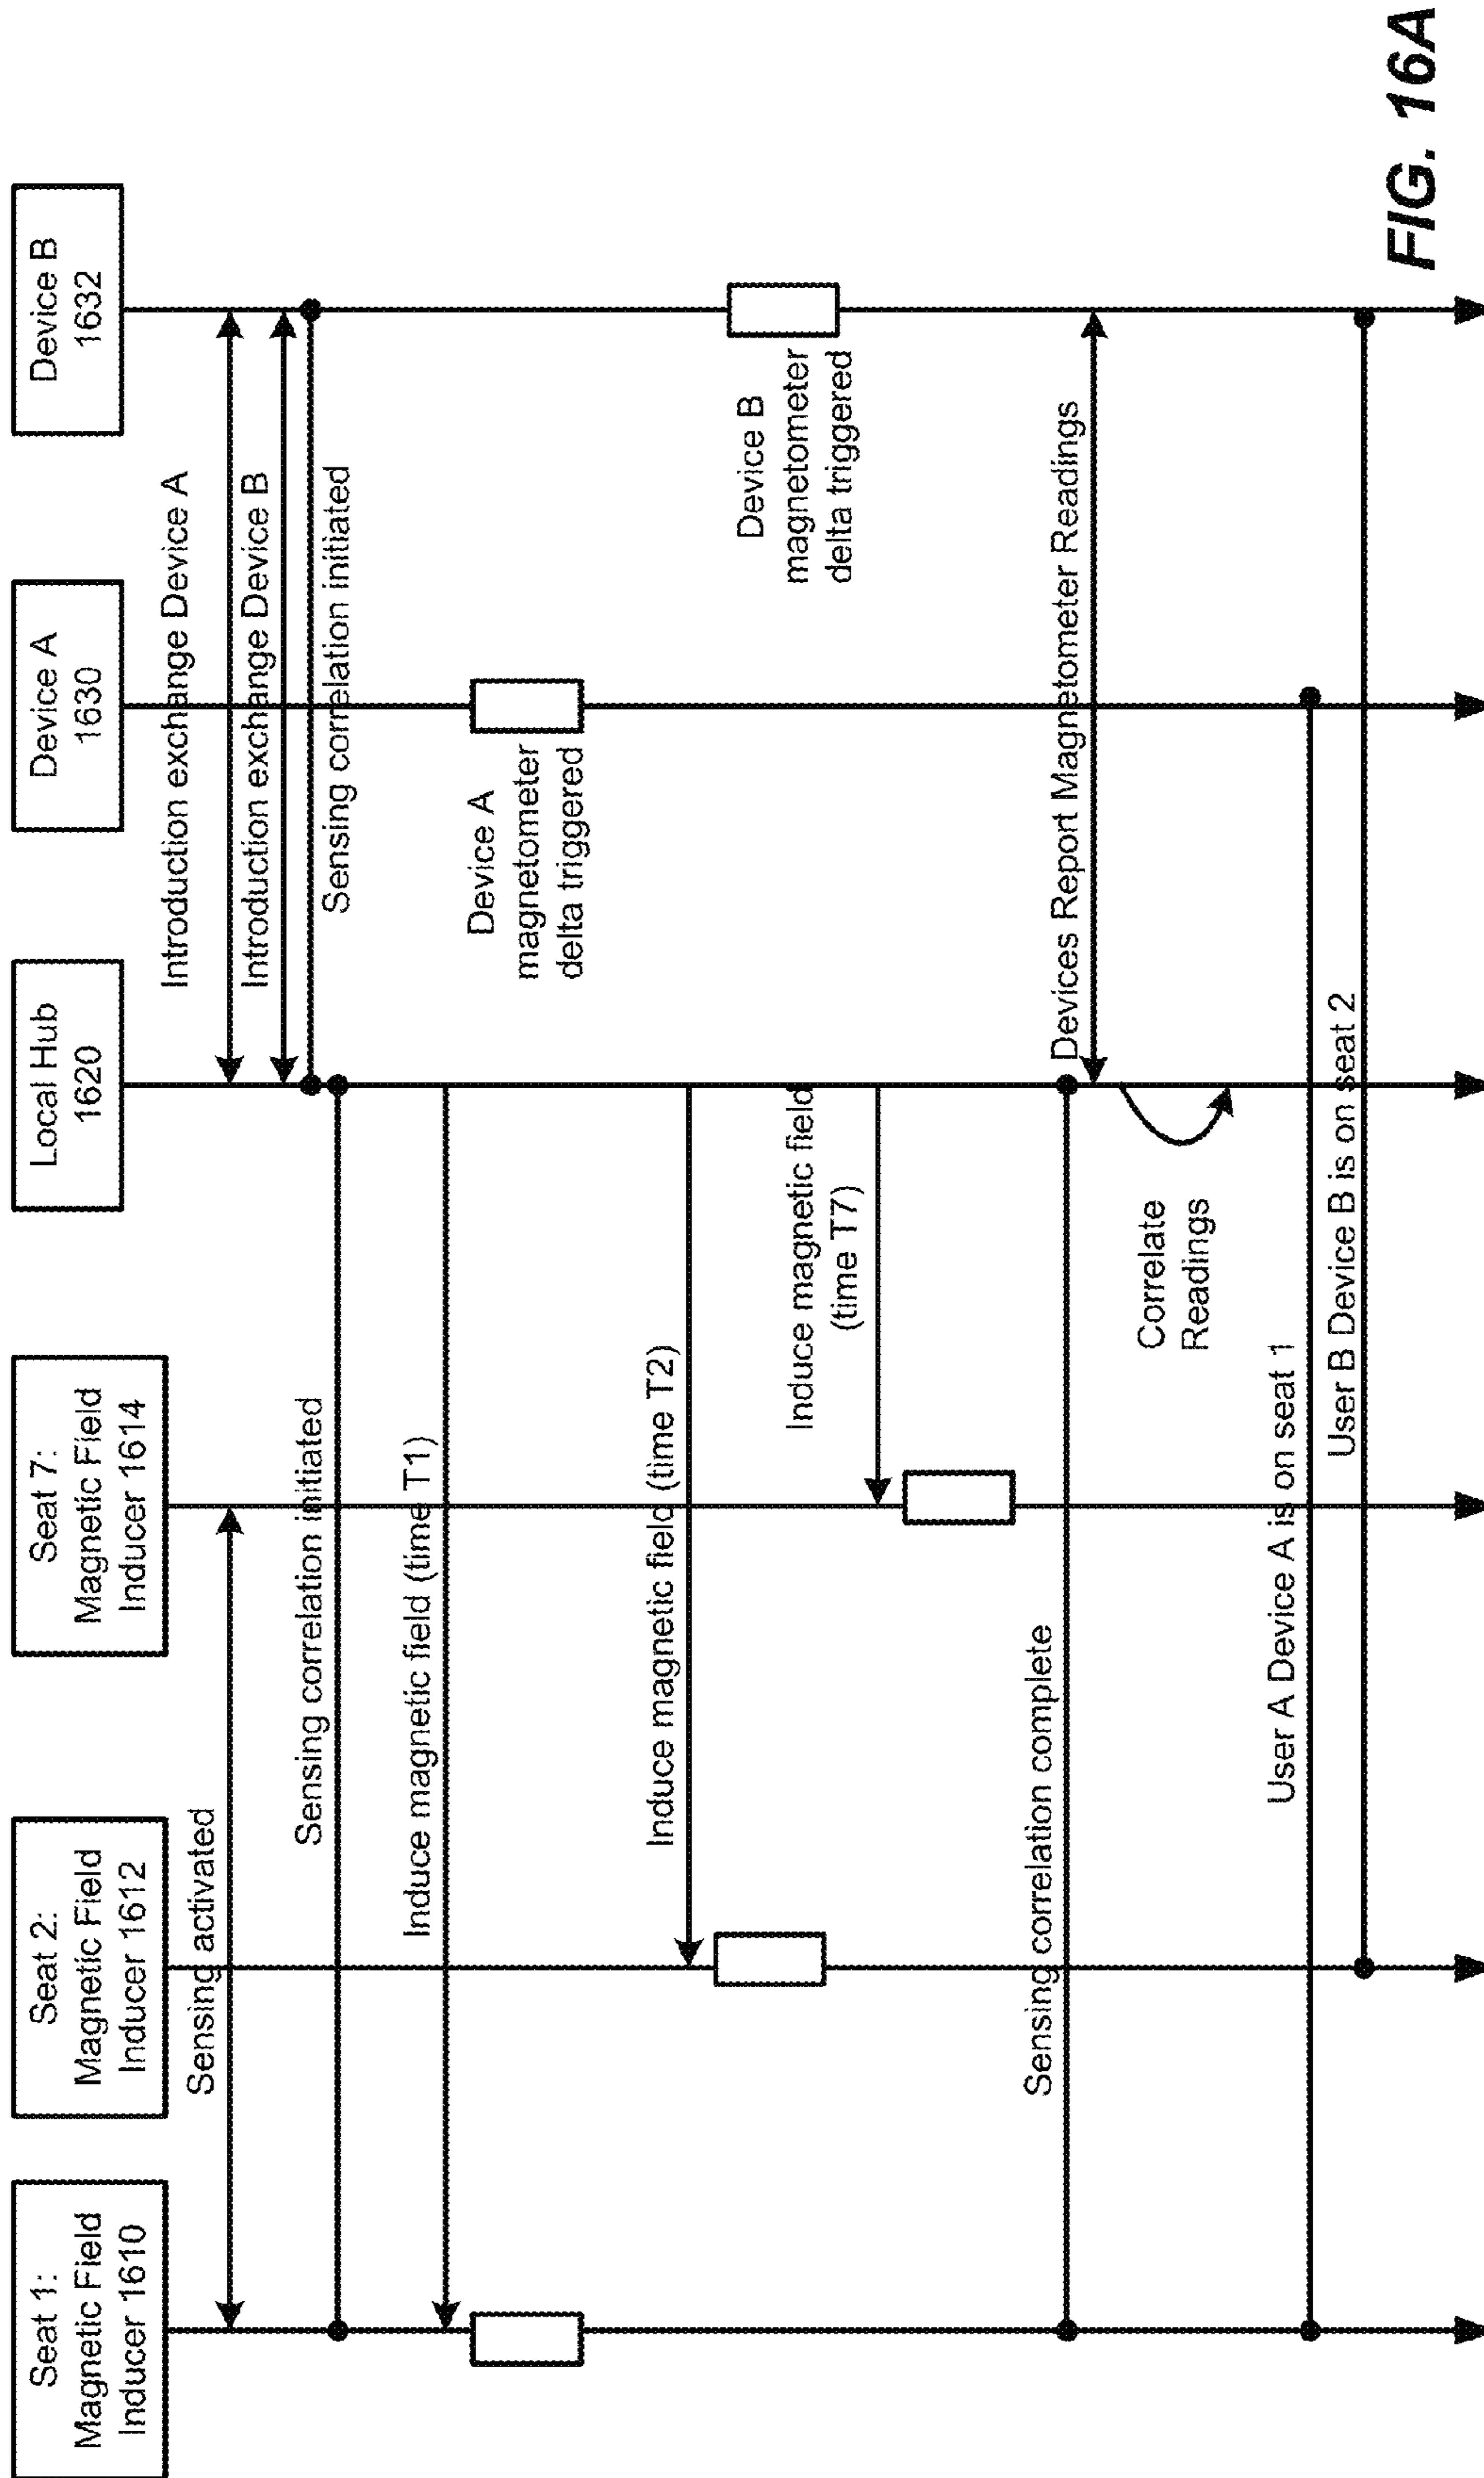 Seat 1:
Magnetic Field
Inducer 1610
Seat 2:
Magnetic Field
Inducer 1612
Seat 7:
Magnetic Field
Inducer 1614
Local Hub
1620
Device A
1630
Device B
1632
Sensing activated
Introduction exchange Device A
Introduction exchange Device B
Sensing correlation initiated
Sensing correlation initiated
Induce magnetic field (time T1)
Device A
magnetometer
delta triggered
Induce magnetic field (time T2)
Device B
magnetometer
delta triggered
Induce magnetic field
(time T7)
Sensing correlation complete
Devices Report Magnetometer Readings
Correlate
Readings
User A Device A is on seat 1
User B Device B is on seat 2
FIG. 16A